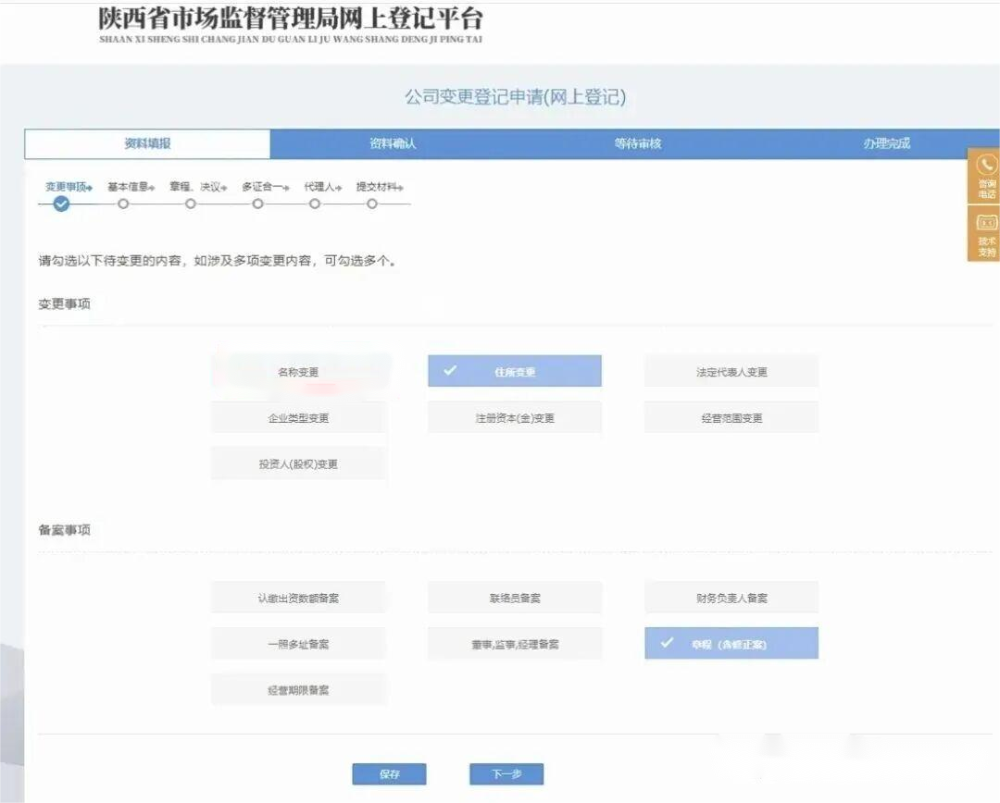 陕西省市场监督管理局网上登记平台
SHAAN XI SHENG SHI CHANG JIAN DU GUAN LI JU WANG SHANG DENG JI PING TAI
公司变更登记申请(网上登记)
资料填报 资料确认 等待审核 办理完成
咨询
电话
技术
支持
变更事项 基本信息 章程、决议 多证合一 代理人 提交材料
请勾选以下待变更的内容，如涉及多项变更内容，可勾选多个。
变更事项
名称变更 住所变更 法定代表人变更
企业类型变更 注册资本(金)变更 经营范围变更
投资人(股权)变更
备案事项
认缴出资数额备案 联络员备案 财务负责人备案
一照多址备案 董事,监事,经理备案 章程（含修正案）
经营期限备案
保存 下一步